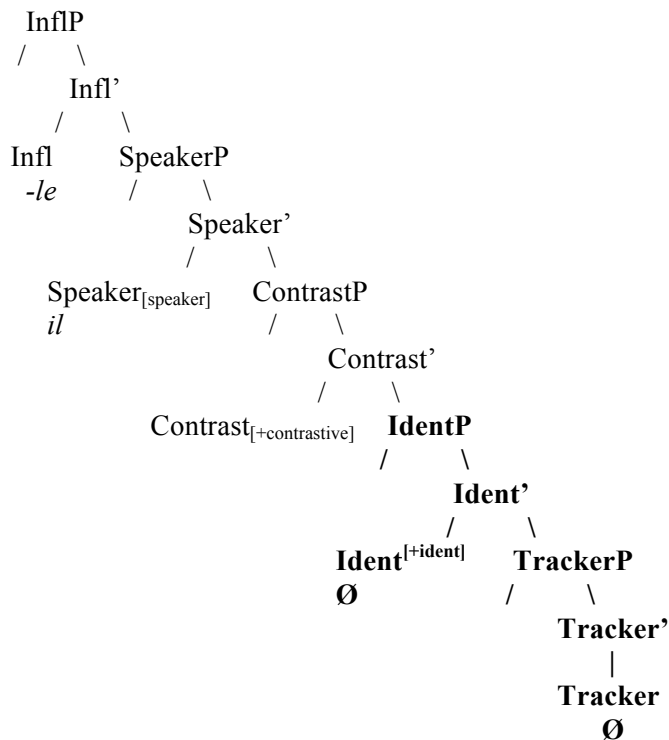 InflP
/ \
Infl’
/ \
Infl SpeakerP
-le / \
Speaker’
/ \
Speaker[speaker] ContrastP
il / \
Contrast’
/ \
Contrast[+contrastive] IdentP
/ \
Ident’
/ \
Ident[+ident] TrackerP
Ø / \
Tracker’
|
Tracker
Ø